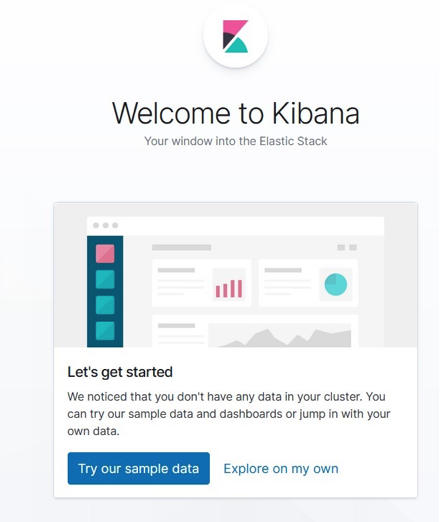 Welcome to Kibana
Your window into the Elastic Stack
Let's get started
We noticed that you don't have any data in your cluster. You
can try our sample data and dashboards or jump in with your
own data.
Try our sample data
Explore on my own